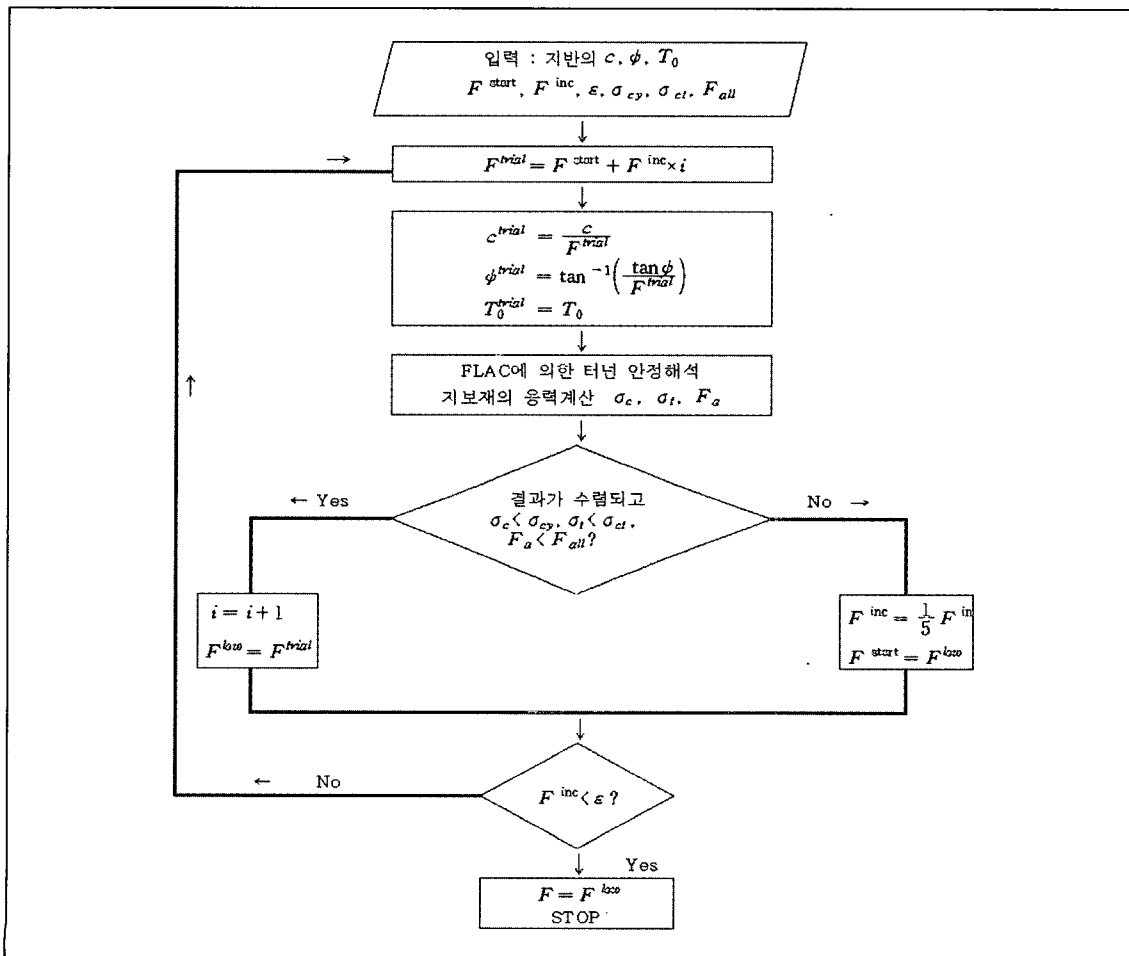 입력 : 지반의 c, ϕ, T₀
F^start, F^inc, ε, σ_cy, σ_ct, F_all
↓
→
F^trial = F^start + F^inc × i
↓
c^trial = c / F^trial
ϕ^trial = tan⁻¹(tan ϕ / F^trial)
T₀^trial = T₀
↓
↑
FLAC에 의한 터널 안정해석
지보재의 응력계산 σ_c, σ_t, F_a
↓
← Yes
No →
결과가 수렴되고
σ_c < σ_cy, σ_t < σ_ct,
F_a < F_all?
i = i + 1
F^low = F^trial
F^inc = 1/5 F^in
F^start = F^low
↓
← No
F^inc < ε ?
↓ Yes
F = F^low
STOP